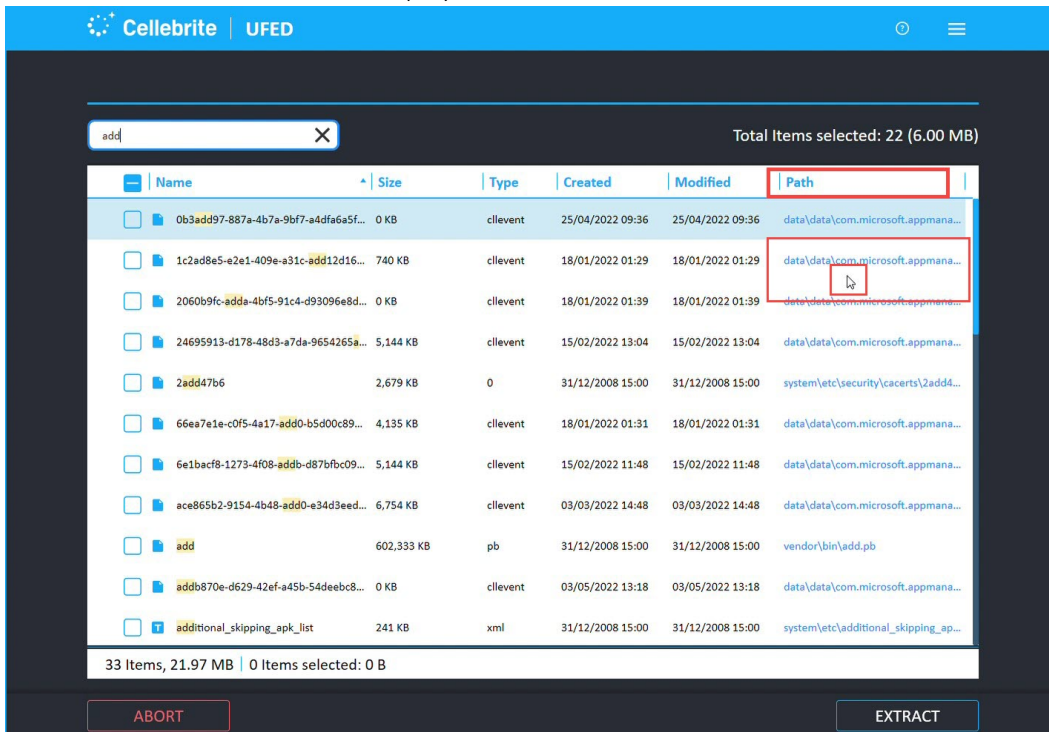 Cellebrite | UFED
add
Total Items selected: 22 (6.00 MB)
Name Size Type Created Modified Path
0b3add97-887a-4b7a-9bf7-a4dfa6a5f... 0 KB cllevent 25/04/2022 09:36 25/04/2022 09:36 data\data\com.microsoft.appmana...
1c2ad8e5-e2e1-409e-a31c-add12d16... 740 KB cllevent 18/01/2022 01:29 18/01/2022 01:29 data\data\com.microsoft.appmana...
2060b9fc-adda-4bf5-91c4-d93096e8d... 0 KB cllevent 18/01/2022 01:39 18/01/2022 01:39 data\data\com.microsoft.appmana...
24695913-d178-48d3-a7da-9654265a... 5,144 KB cllevent 15/02/2022 13:04 15/02/2022 13:04 data\data\com.microsoft.appmana...
2add47b6 2,679 KB 0 31/12/2008 15:00 31/12/2008 15:00 system\etc\security\cacerts\2add4...
66ea7e1e-c0f5-4a17-add0-b5d00c89... 4,135 KB cllevent 18/01/2022 01:31 18/01/2022 01:31 data\data\com.microsoft.appmana...
6e1bacf8-1273-4f08-addb-d87bfbc09... 5,144 KB cllevent 15/02/2022 11:48 15/02/2022 11:48 data\data\com.microsoft.appmana...
ace865b2-9154-4b48-add0-e34d3eed... 6,754 KB cllevent 03/03/2022 14:48 03/03/2022 14:48 data\data\com.microsoft.appmana...
add 602,333 KB pb 31/12/2008 15:00 31/12/2008 15:00 vendor\bin\add.pb
addb870e-d629-42ef-a45b-54deebc8... 0 KB cllevent 03/05/2022 13:18 03/05/2022 13:18 data\data\com.microsoft.appmana...
additional_skipping_apk_list 241 KB xml 31/12/2008 15:00 31/12/2008 15:00 system\etc\additional_skipping_ap...
33 Items, 21.97 MB | 0 Items selected: 0 B
ABORT EXTRACT